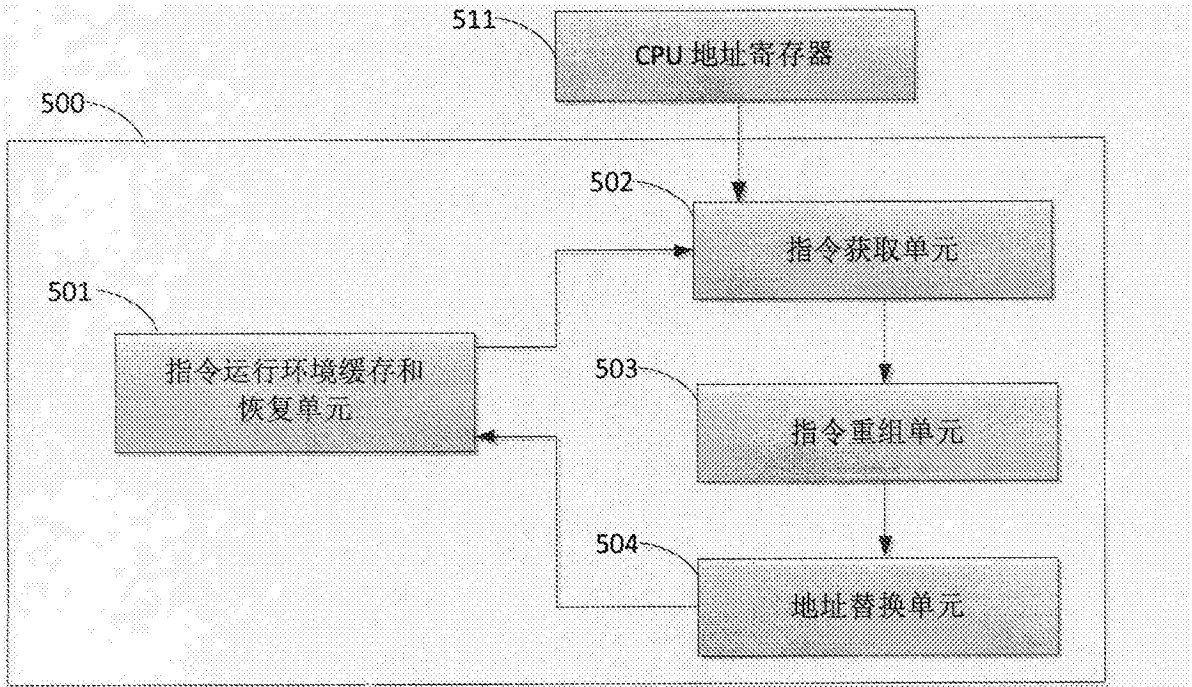 511
CPU 地址寄存器
500
502
指令获取单元
501
指令运行环境缓存和
恢复单元
503
指令重组单元
504
地址替换单元